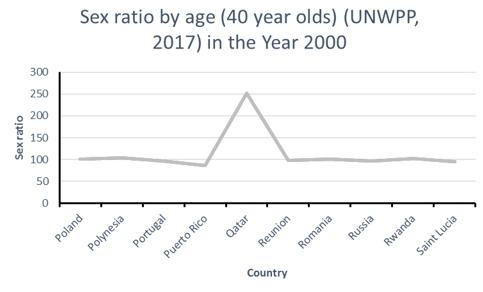 Sex ratio by age (40 year olds) (UNWPP,
2017) in the Year 2000
300
250
200
150
100
50
0
Sex ratio
Poland
Polynesia
Portugal
Puerto Rico
Qatar
Reunion
Romania
Russia
Rwanda
Saint Lucia
Country